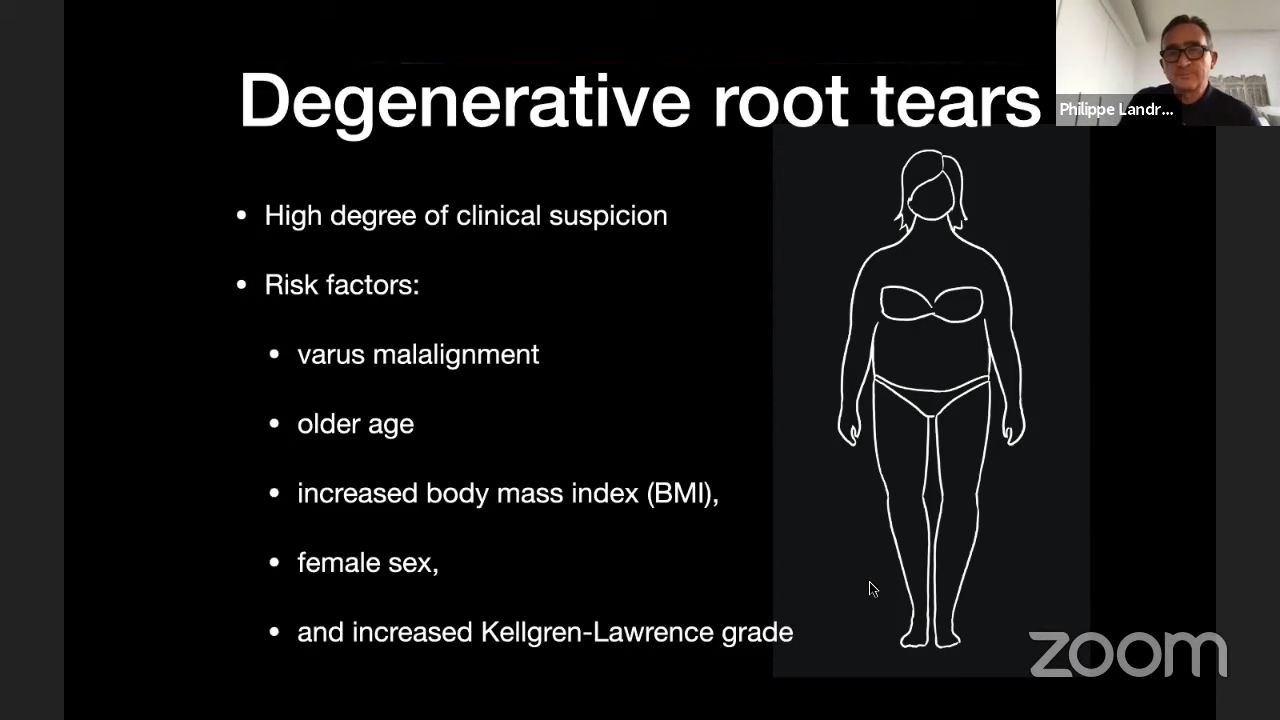 Degenerative root tears
Philippe Landr...
• High degree of clinical suspicion
• Risk factors:
• varus malalignment
• older age
• increased body mass index (BMI),
• female sex,
• and increased Kellgren-Lawrence grade
zoom